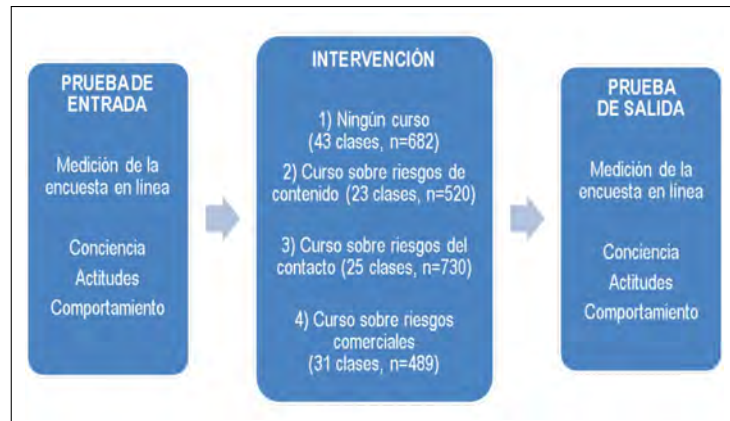 PRUEBA DE
ENTRADA
Medición de la
encuesta en línea
Conciencia
Actitudes
Comportamiento
INTERVENCIÓN
1) Ningún curso
(43 clases, n=682)
2) Curso sobre riesgos de
contenido (23 clases, n=520)
3) Curso sobre riesgos del
contacto (25 clases, n=730)
4) Curso sobre riesgos
comerciales
(31 clases, n=489)
PRUEBA
DE SALIDA
Medición de la
encuesta en línea
Conciencia
Actitudes
Comportamiento